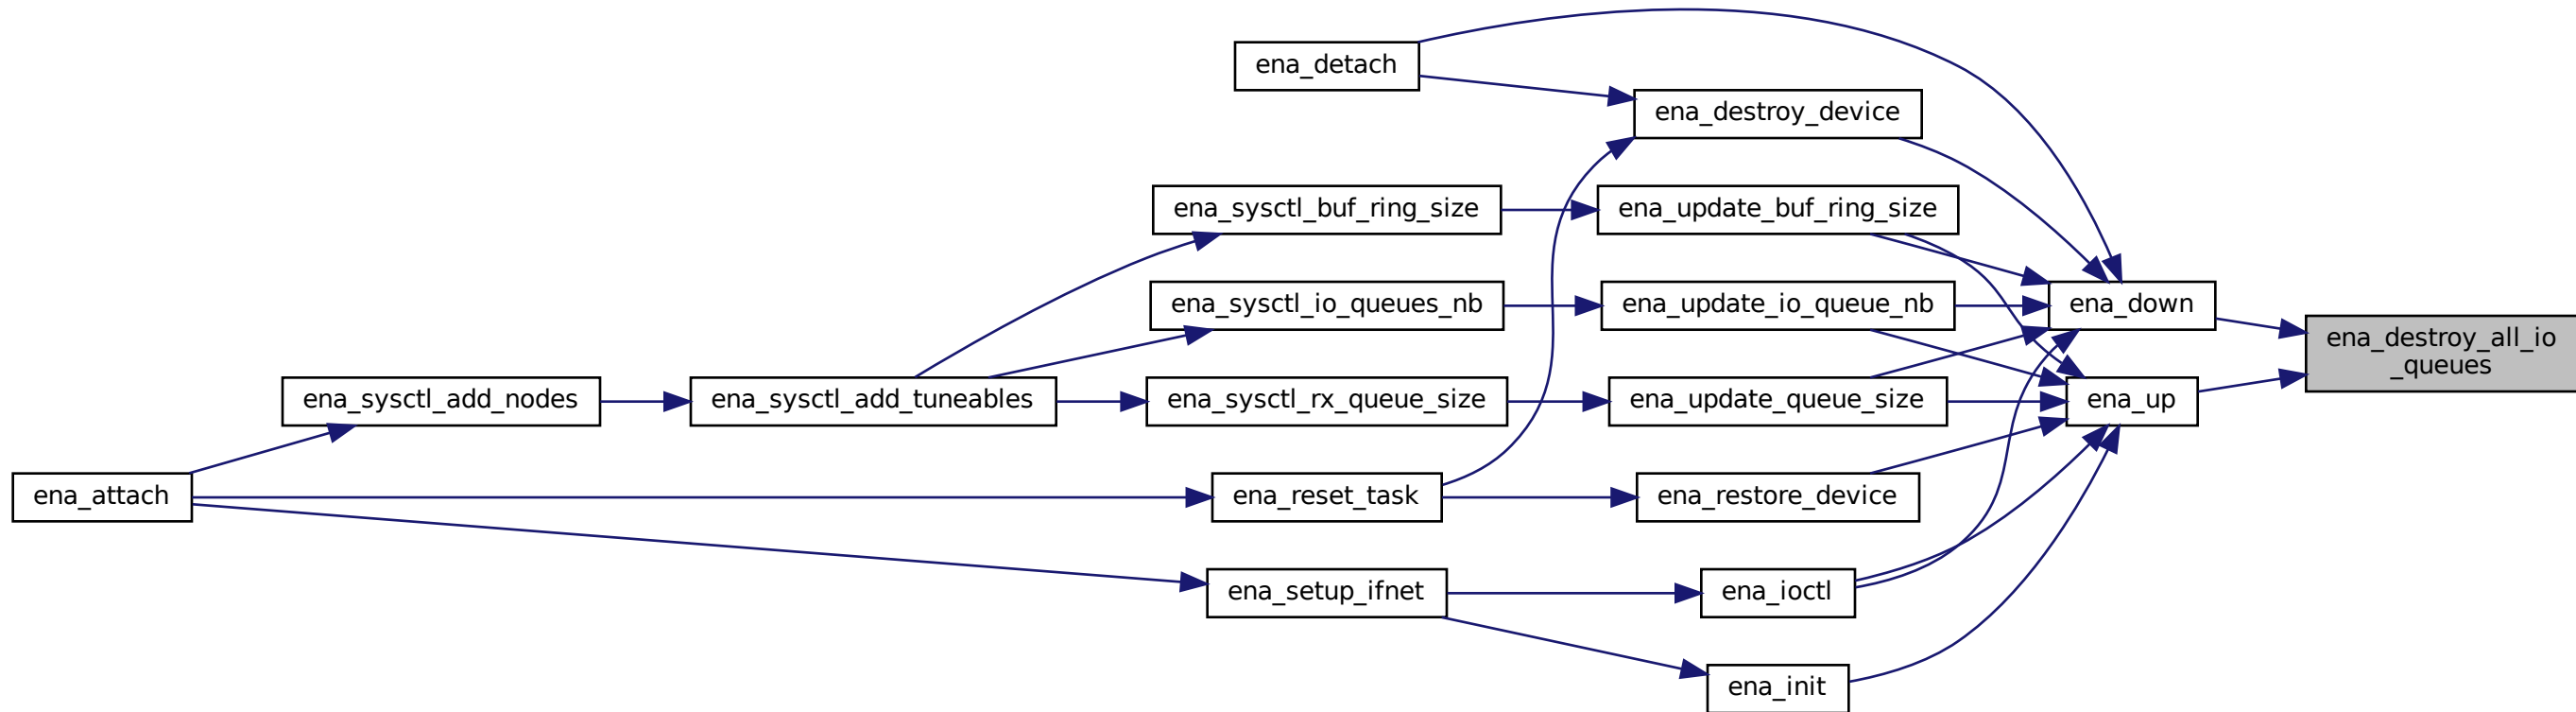 ena_detach
ena_destroy_device
ena_sysctl_buf_ring_size
ena_update_buf_ring_size
ena_sysctl_io_queues_nb
ena_update_io_queue_nb
ena_down
ena_destroy_all_io
_queues
ena_sysctl_add_nodes
ena_sysctl_add_tuneables
ena_sysctl_rx_queue_size
ena_update_queue_size
ena_up
ena_attach
ena_reset_task
ena_restore_device
ena_setup_ifnet
ena_ioctl
ena_init